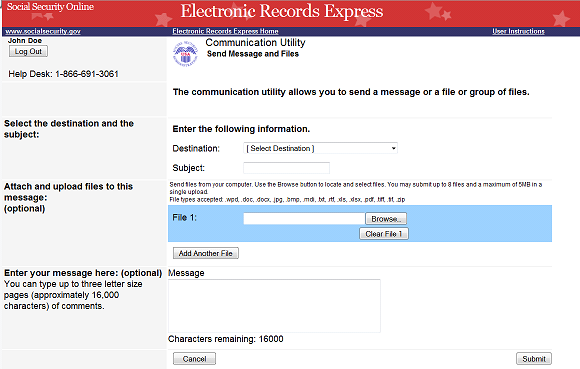 Social Security Online
Electronic Records Express
www.socialsecurity.gov
Electronic Records Express Home
User Instructions
John Doe
Log Out
Help Desk: 1-866-691-3061
Communication Utility
Send Message and Files
The communication utility allows you to send a message or a file or group of files.
Select the destination and the
subject:
Enter the following information.
Destination:
[ Select Destination ]
Subject:
Attach and upload files to this
message:
(optional)
Send files from your computer. Use the Browse button to locate and select files. You may submit up to 8 files and a maximum of 5MB in a
single upload.
File types accepted: .wpd, .doc, .docx, .jpg, .bmp, .mdi, .txt, .rtf, .xls, .xlsx, .pdf, .tiff, .tif, .zip
File 1:
Browse..
Clear File 1
Add Another File
Enter your message here: (optional)
You can type up to three letter size
pages (approximately 16,000
characters) of comments.
Message
Characters remaining: 16000
Cancel
Submit